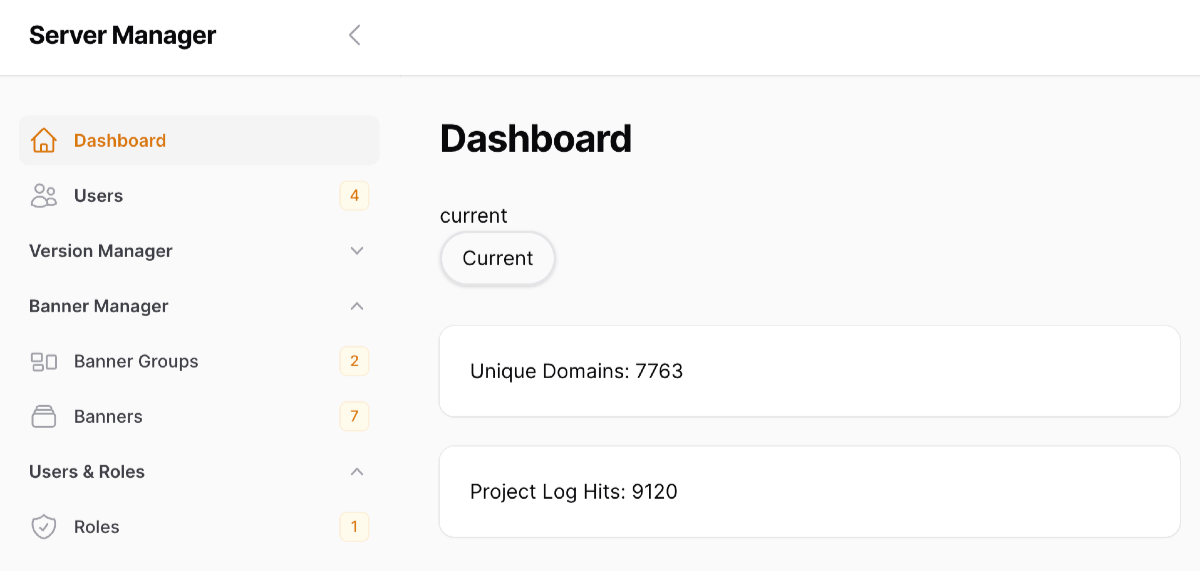 Server Manager
Dashboard
Users 4
Version Manager
Banner Manager
Banner Groups 2
Banners 7
Users & Roles
Roles 1
Dashboard
current
Current
Unique Domains: 7763
Project Log Hits: 9120